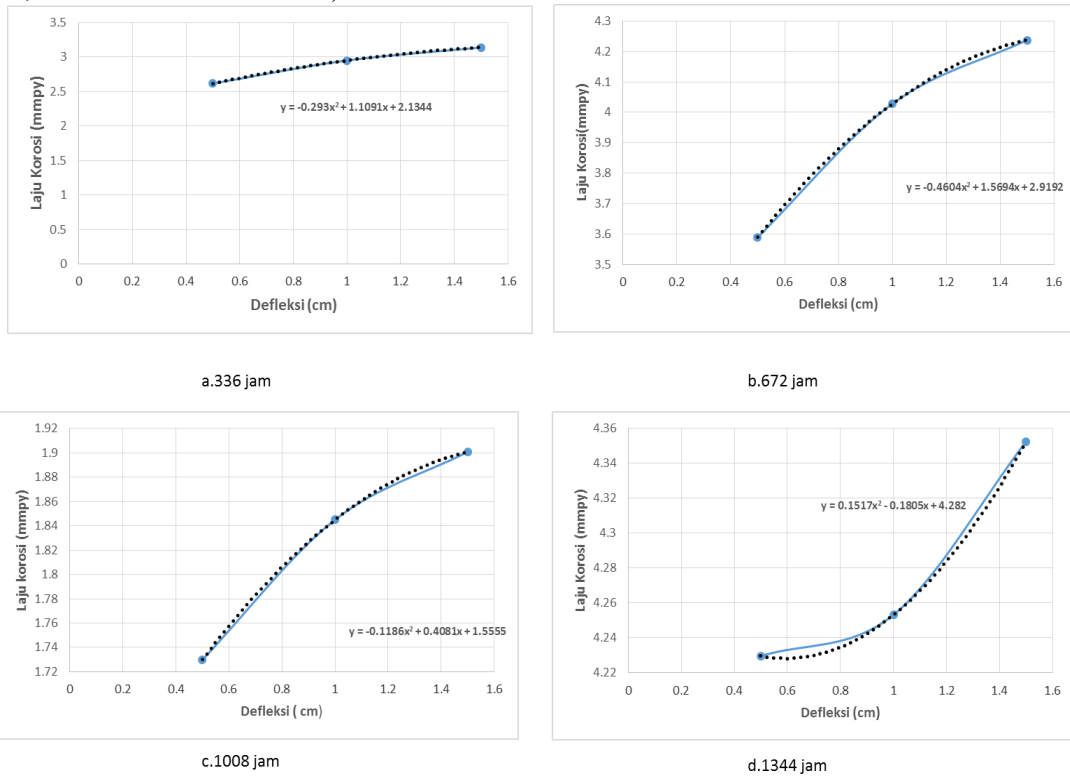 3.5
3
2.5
2
1.5
1
0.5
0
0 0.2 0.4 0.6 0.8 1 1.2 1.4 1.6
Laju Korosi (mmpy)
Defleksi (cm)
y = -0.293x² + 1.1091x + 2.1344
a.336 jam
4.3
4.2
4.1
4
3.9
3.8
3.7
3.6
3.5
0 0.2 0.4 0.6 0.8 1 1.2 1.4 1.6
Laju Korosi(mmpy)
Defleksi (cm)
y = -0.4604x² + 1.5694x + 2.9192
b.672 jam
1.92
1.9
1.88
1.86
1.84
1.82
1.8
1.78
1.76
1.74
1.72
0 0.2 0.4 0.6 0.8 1 1.2 1.4 1.6
Laju korosi (mmpy)
Defleksi ( cm)
y = -0.1186x² + 0.4081x + 1.5555
c.1008 jam
4.36
4.34
4.32
4.3
4.28
4.26
4.24
4.22
0 0.2 0.4 0.6 0.8 1 1.2 1.4 1.6
Laju Korosi (mmpy)
Defleksi (cm)
y = 0.1517x² - 0.1805x + 4.282
d.1344 jam